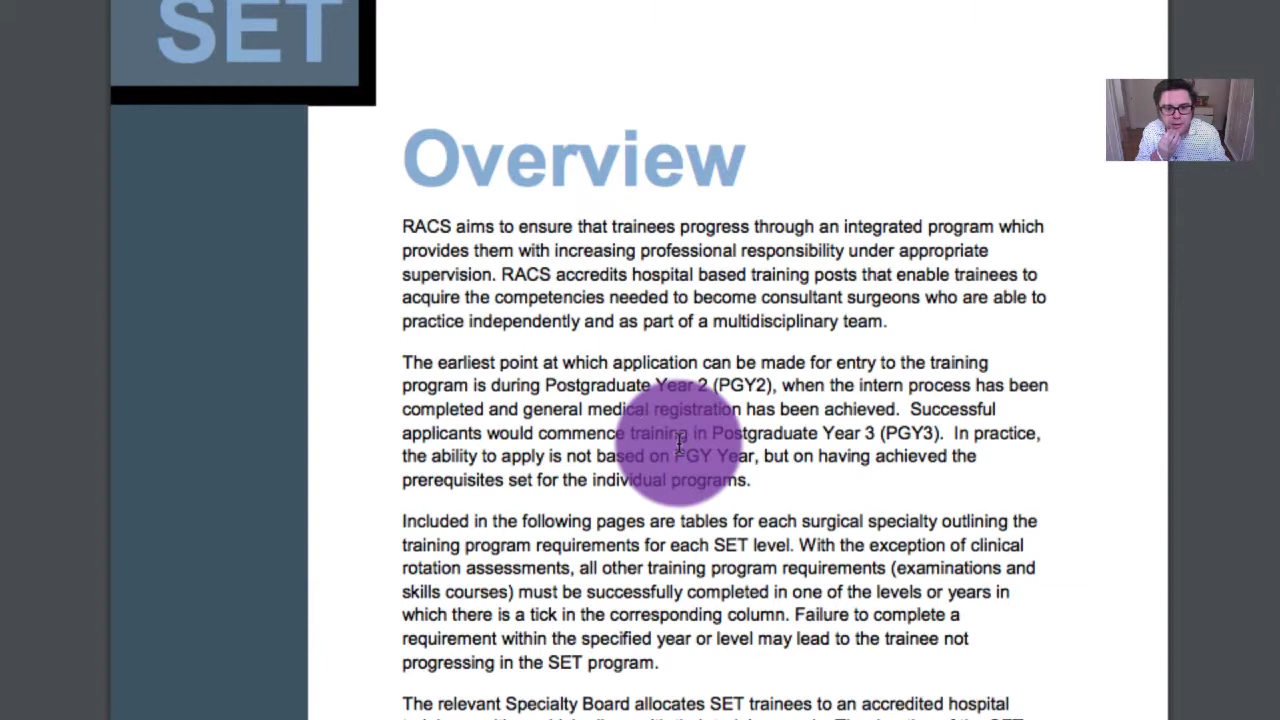 SET
Overview
RACS aims to ensure that trainees progress through an integrated program which
provides them with increasing professional responsibility under appropriate
supervision. RACS accredits hospital based training posts that enable trainees to
acquire the competencies needed to become consultant surgeons who are able to
practice independently and as part of a multidisciplinary team.
The earliest point at which application can be made for entry to the training
program is during Postgraduate Year 2 (PGY2), when the intern process has been
completed and general medical registration has been achieved.  Successful
applicants would commence training in Postgraduate Year 3 (PGY3).  In practice,
the ability to apply is not based on PGY Year, but on having achieved the
prerequisites set for the individual programs.
Included in the following pages are tables for each surgical specialty outlining the
training program requirements for each SET level. With the exception of clinical
rotation assessments, all other training program requirements (examinations and
skills courses) must be successfully completed in one of the levels or years in
which there is a tick in the corresponding column. Failure to complete a
requirement within the specified year or level may lead to the trainee not
progressing in the SET program.
The relevant Specialty Board allocates SET trainees to an accredited hospital